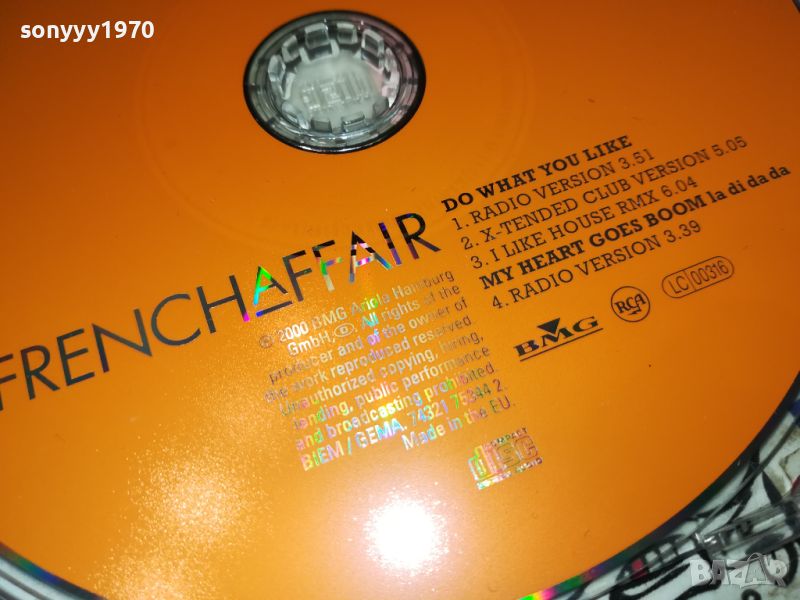 sonyyy1970
FRENCHAFFAIR
DO WHAT YOU LIKE
1. RADIO VERSION 3.51
2. X-TENDED CLUB VERSION 5.05
3. I LIKE HOUSE RMX 6.04
MY HEART GOES BOOM la di da da
4. RADIO VERSION 3.39
© 2000 BMG Ariola Hamburg
GmbH, ℗. All rights of the
producer and of the owner of
the work reproduced reserved
Unauthorized copying, hiring,
lending, public performance
and broadcasting prohibited.
BIEM / GEMA. 74321 75344 2.
Made in the EU.
BMG
RCA
LC 00316
COMPACT
disc
BAZAR